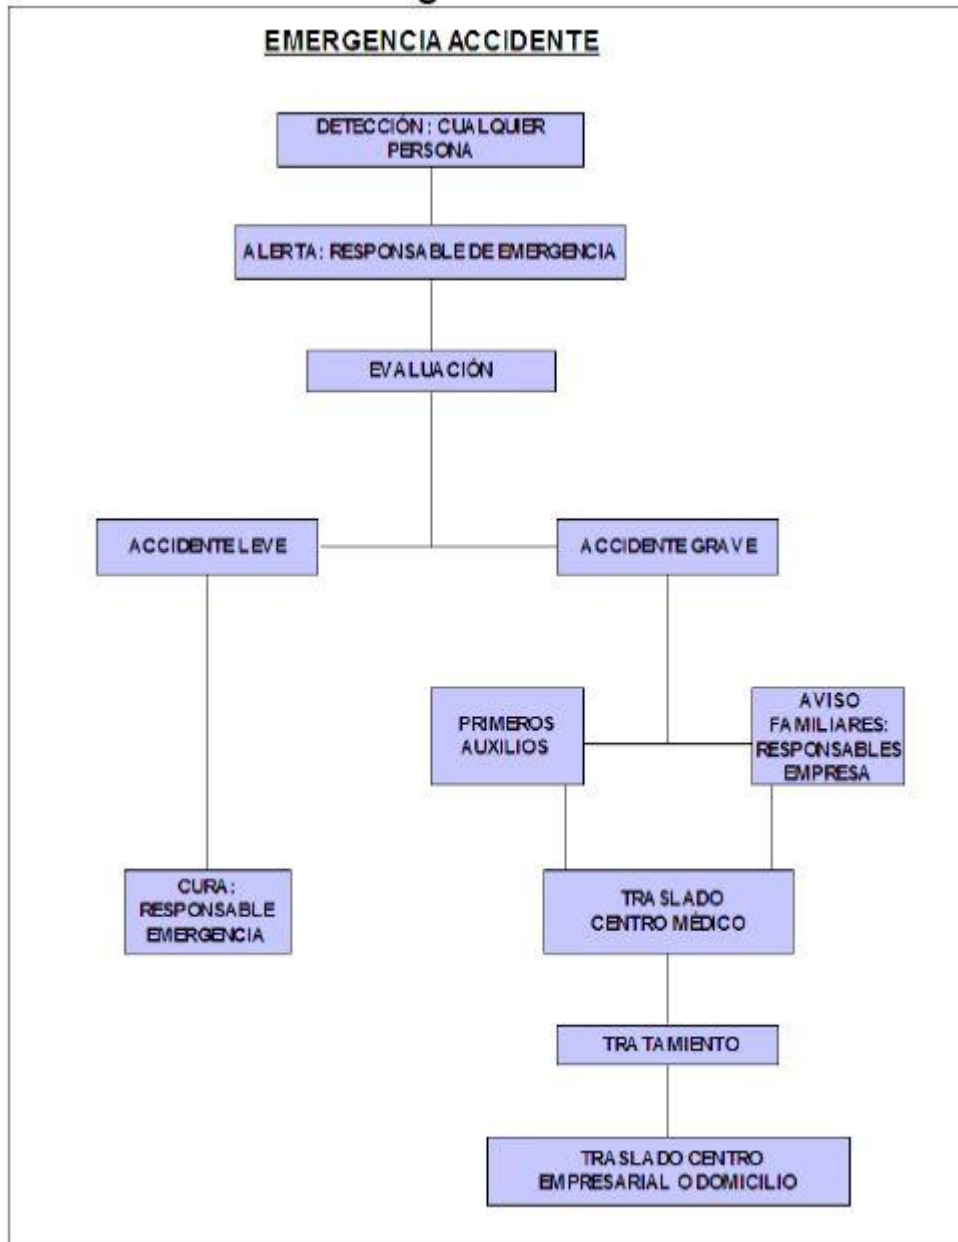 EMERGENCIA ACCIDENTE
DETECCIÓN: CUALQUIER
PERSONA
ALERTA: RESPONSABLE DE EMERGENCIA
EVALUACIÓN
ACCIDENTE LEVE
ACCIDENTE GRAVE
PRIMEROS
AUXILIOS
AVISO
FAMILIARES:
RESPONSABLES
EMPRESA
CURA:
RESPONSABLE
EMERGENCIA
TRASLADO
CENTRO MÉDICO
TRATAMIENTO
TRASLADO CENTRO
EMPRESARIAL O DOMICILIO